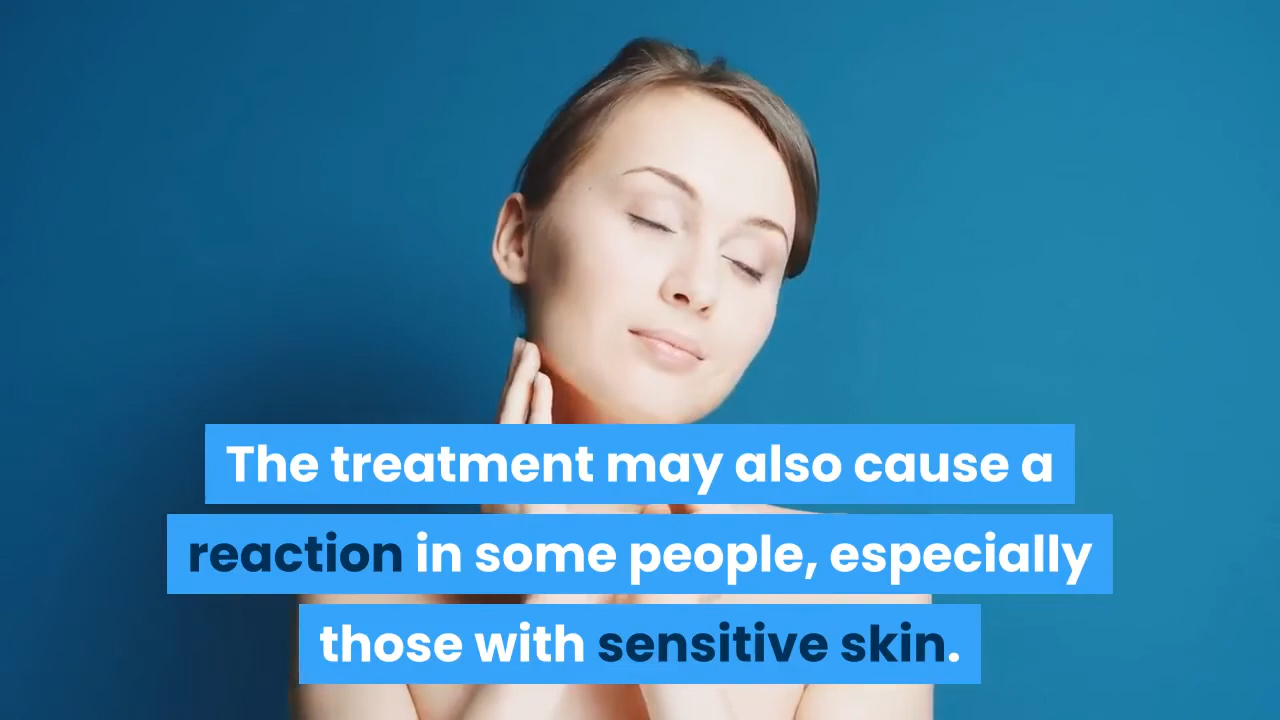 The treatment may also cause a
reaction in some people, especially
those with sensitive skin.